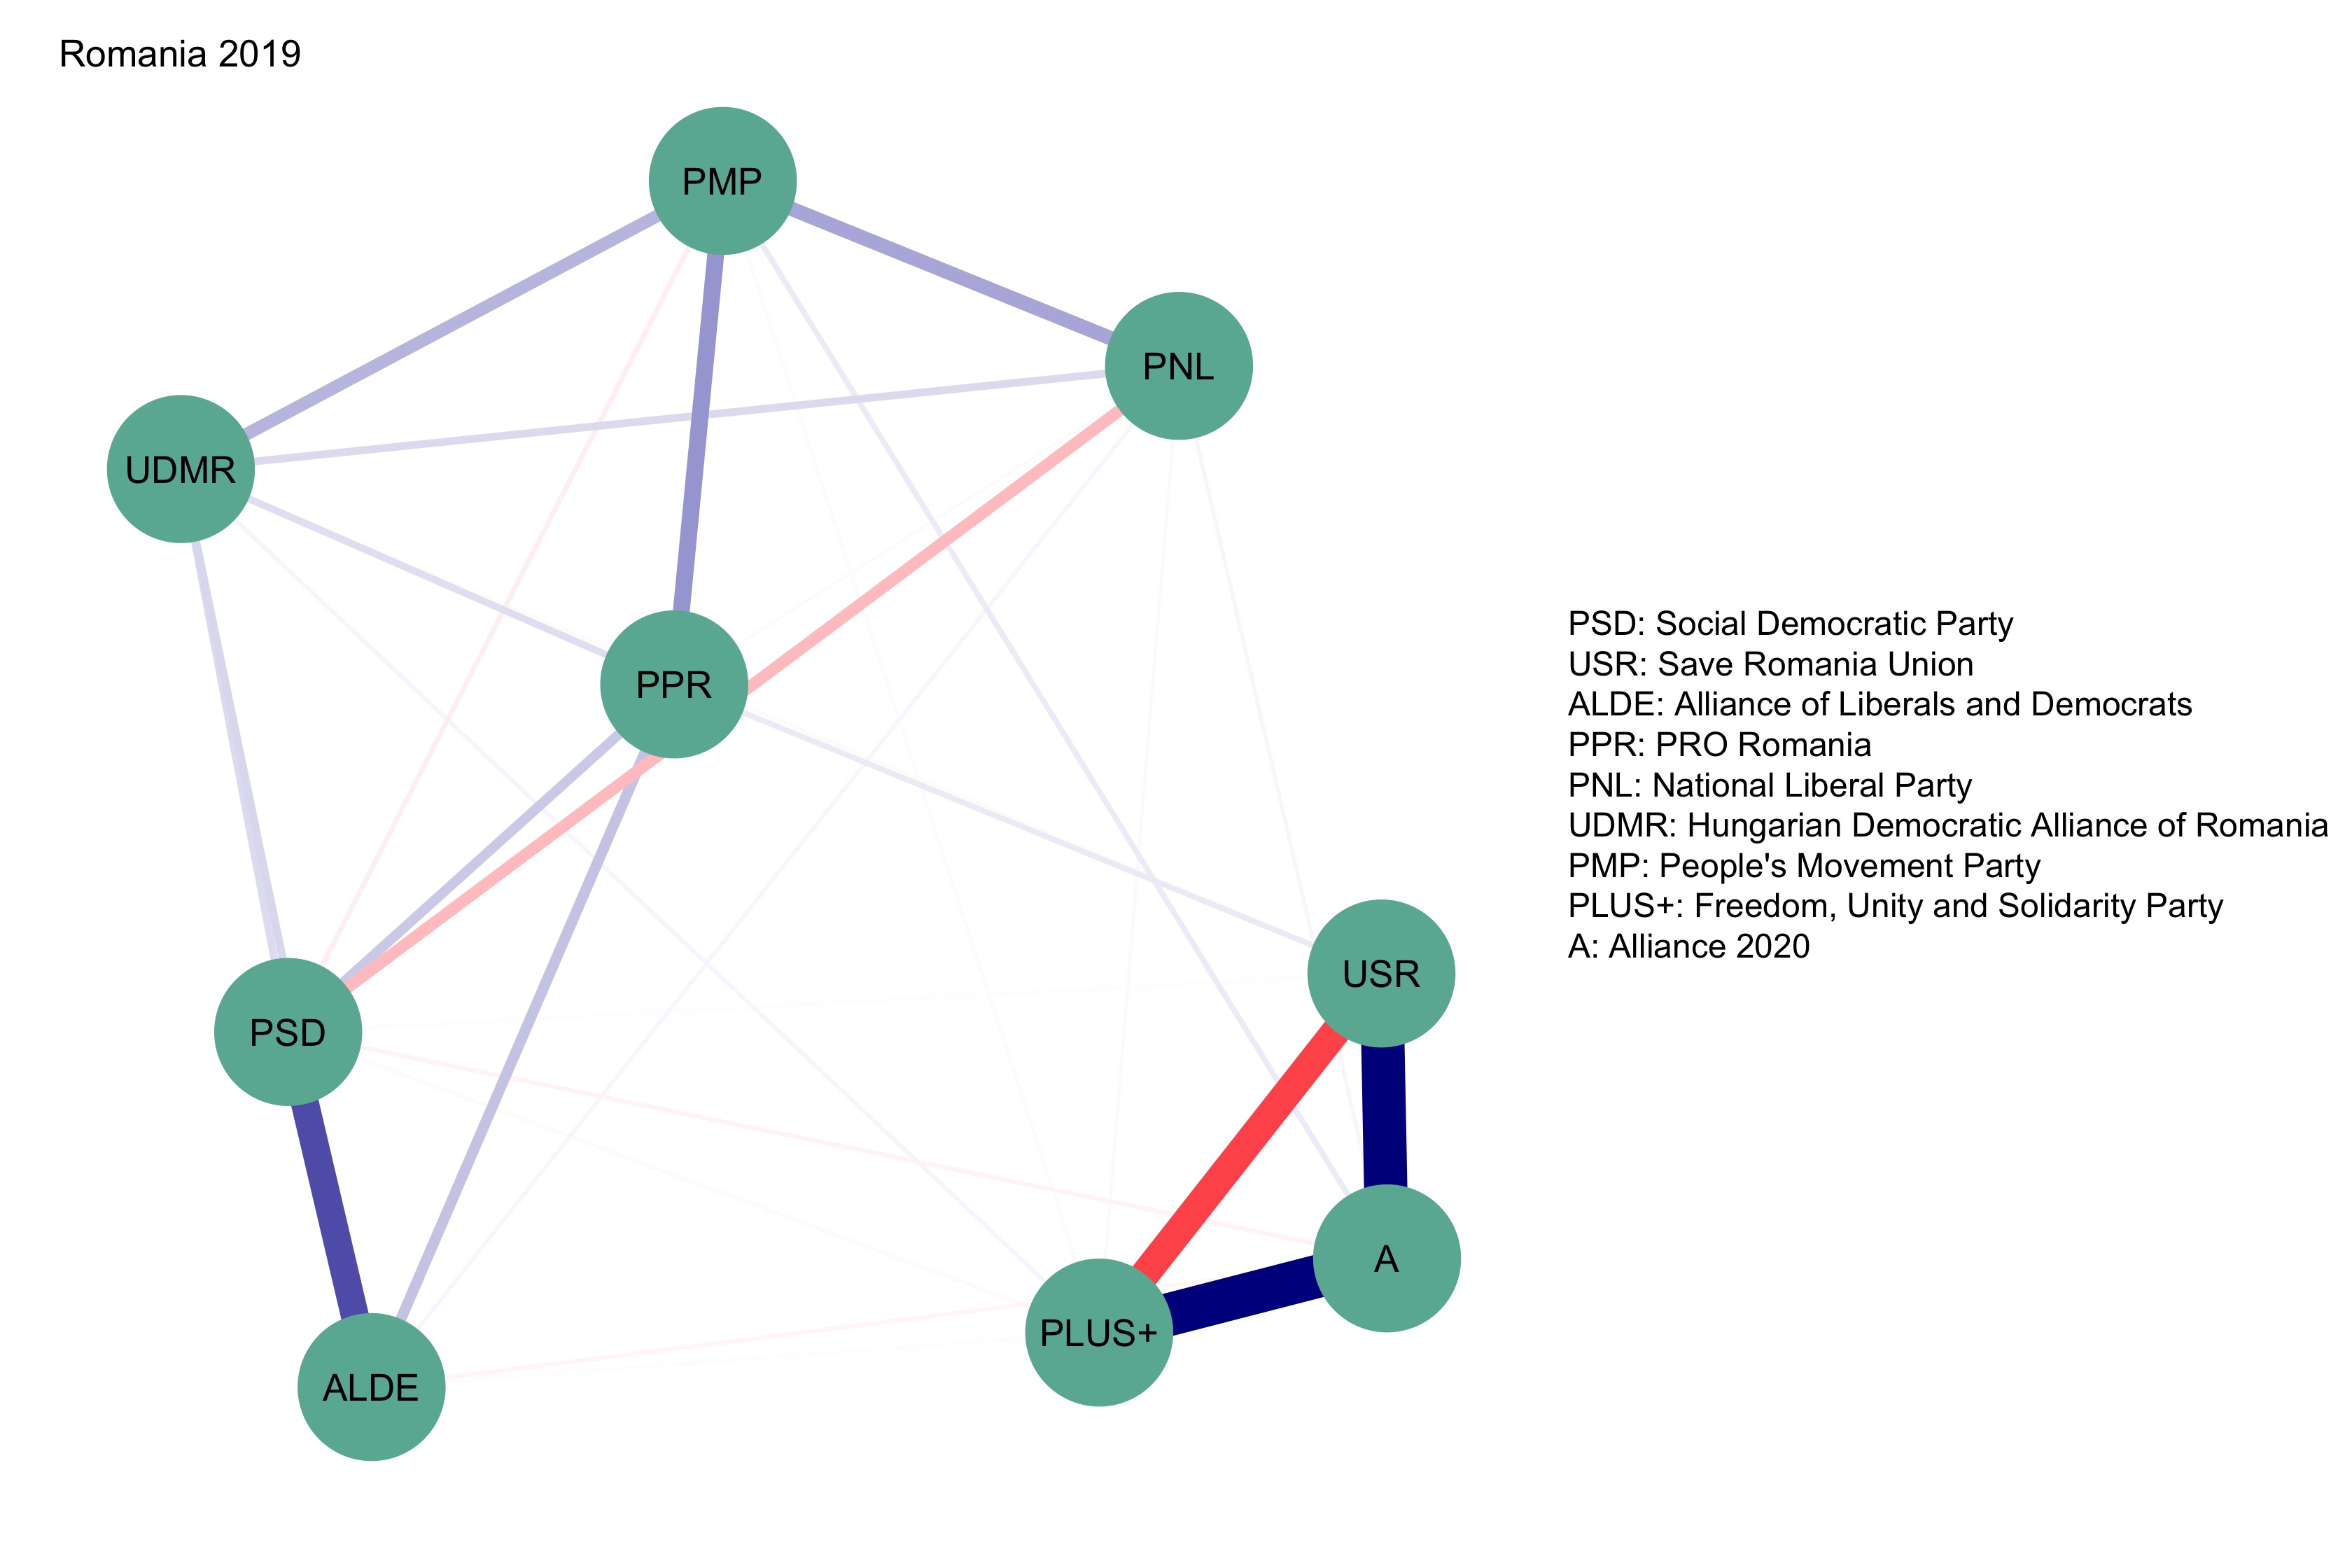 Romania 2019
PMP
PNL
UDMR
PPR
PSD: Social Democratic Party
USR: Save Romania Union
ALDE: Alliance of Liberals and Democrats
PPR: PRO Romania
PNL: National Liberal Party
UDMR: Hungarian Democratic Alliance of Romania
PMP: People's Movement Party
PLUS+: Freedom, Unity and Solidarity Party
A: Alliance 2020
USR
PSD
A
PLUS+
ALDE